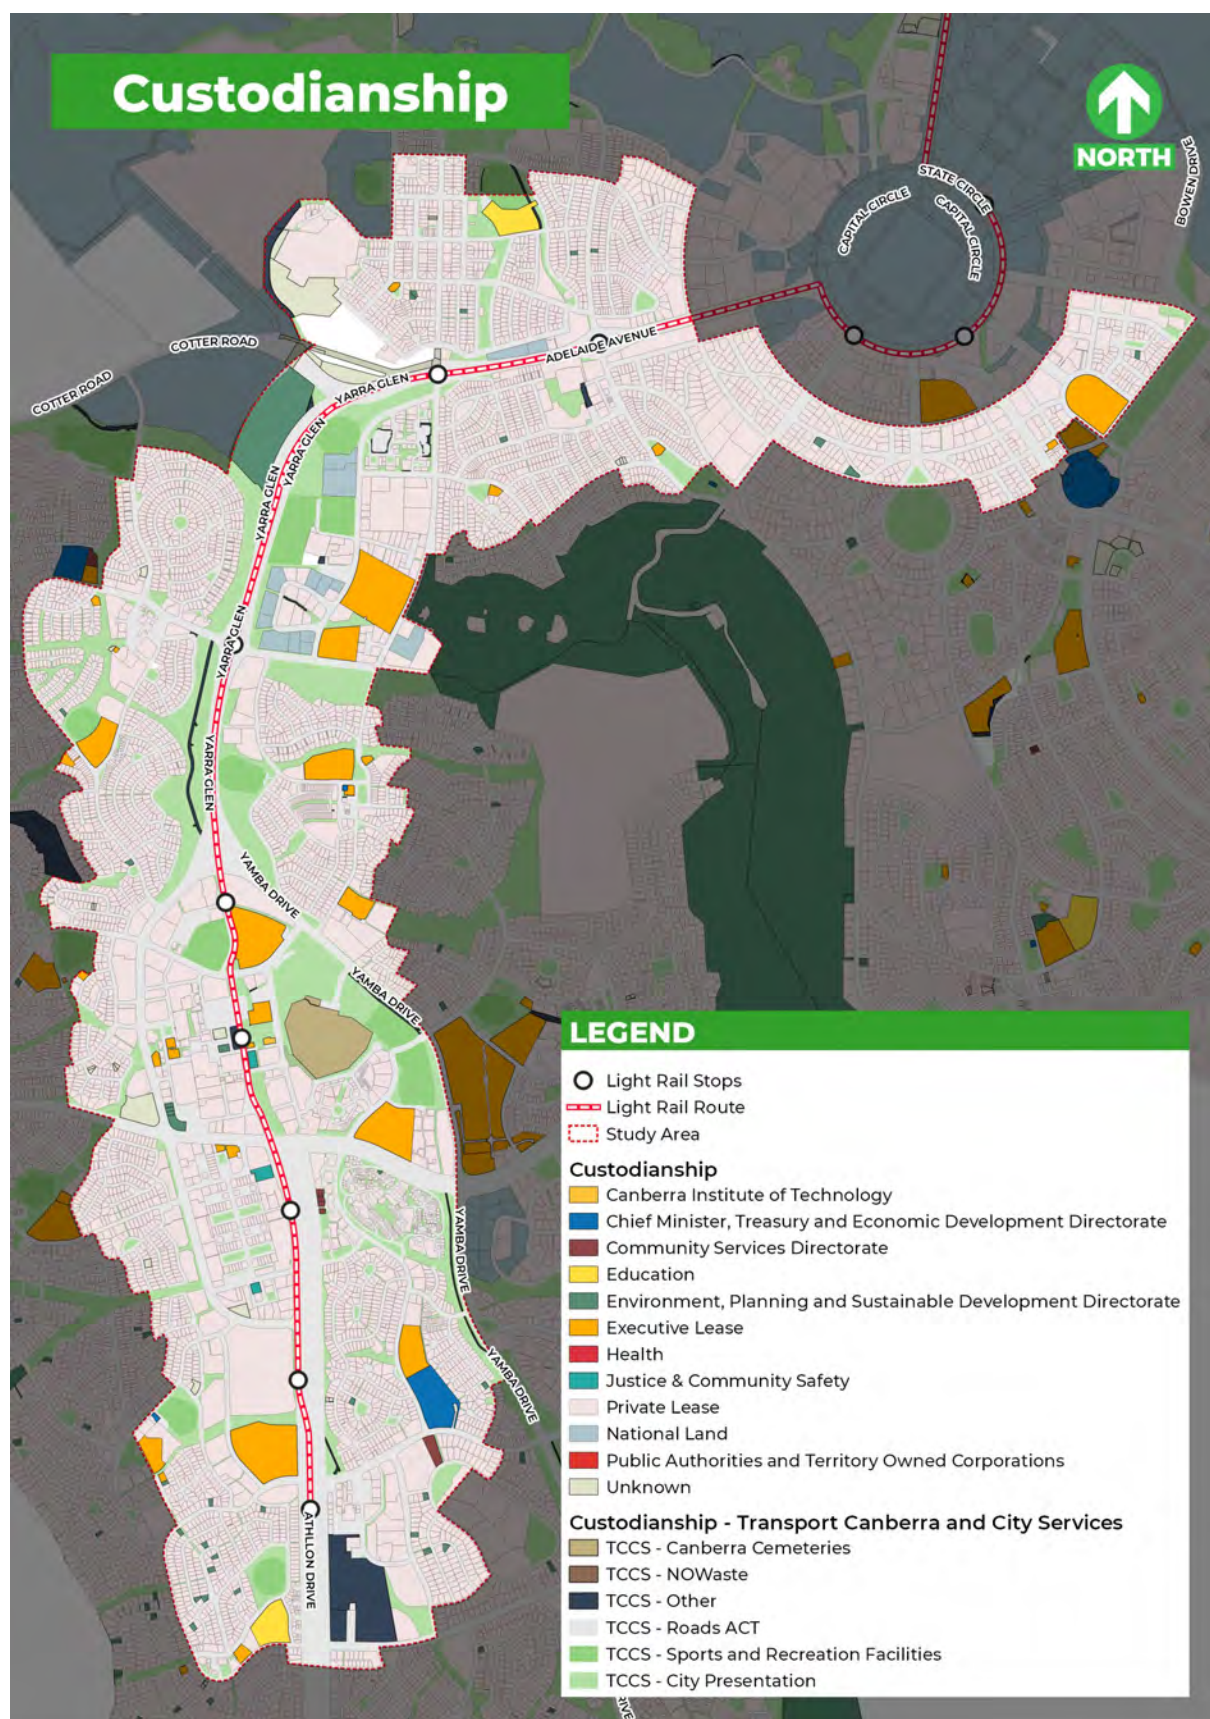 Custodianship
NORTH
STATE CIRCLE
CAPITAL CIRCLE
CAPITAL CIRCLE
BOWEN DRIVE
COTTER ROAD
COTTER ROAD
ADELAIDE AVENUE
YARRA GLEN
YARRA GLEN
YARRA GLEN
YARRA GLEN
YARRA GLEN
YAMBA DRIVE
YAMBA DRIVE
YAMBA DRIVE
YAMBA DRIVE
ATHLLON DRIVE
LEGEND
Light Rail Stops
Light Rail Route
Study Area
Custodianship
Canberra Institute of Technology
Chief Minister, Treasury and Economic Development Directorate
Community Services Directorate
Education
Environment, Planning and Sustainable Development Directorate
Executive Lease
Health
Justice & Community Safety
Private Lease
National Land
Public Authorities and Territory Owned Corporations
Unknown
Custodianship - Transport Canberra and City Services
TCCS - Canberra Cemeteries
TCCS - NOWaste
TCCS - Other
TCCS - Roads ACT
TCCS - Sports and Recreation Facilities
TCCS - City Presentation